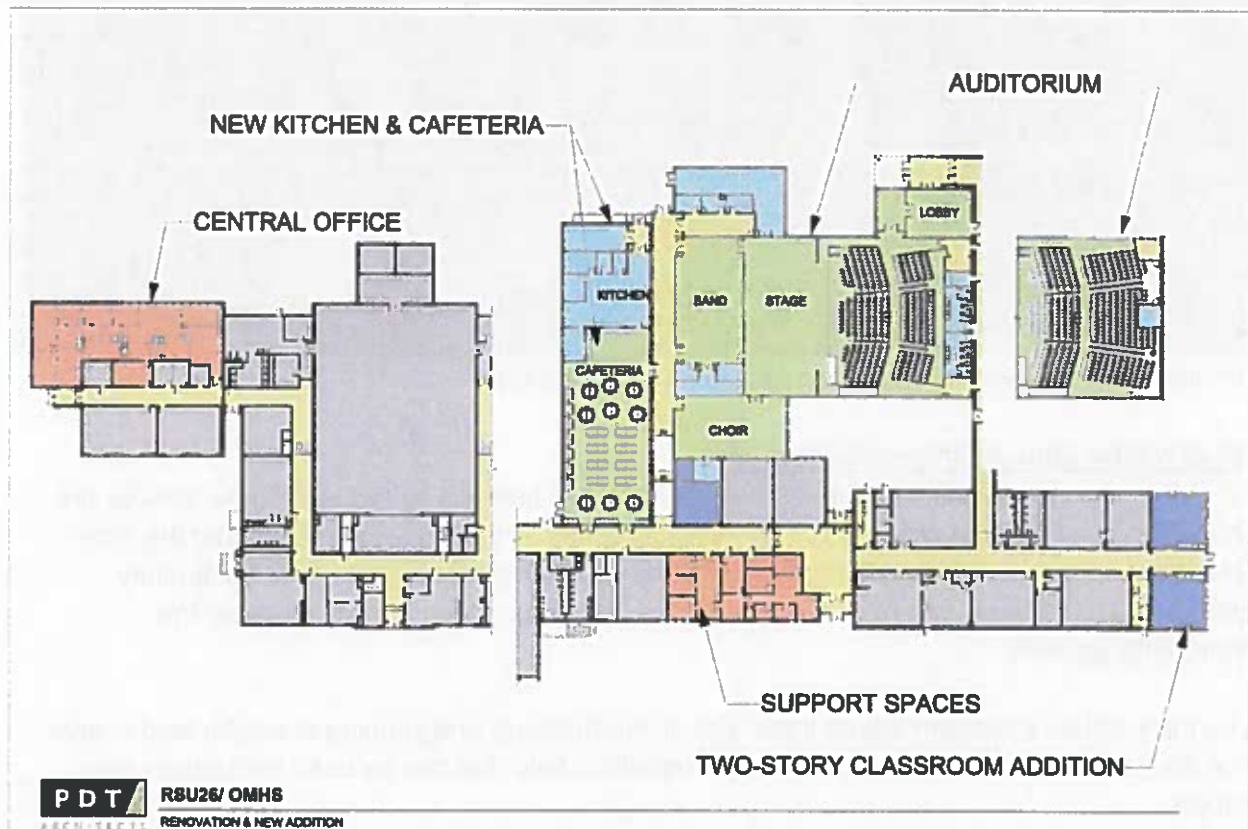 AUDITORIUM
NEW KITCHEN & CAFETERIA
CENTRAL OFFICE
LOBBY
KITCHEN
BAND
STAGE
CAFETERIA
CHOIR
SUPPORT SPACES
TWO-STORY CLASSROOM ADDITION
PDT
ARCHITECTS
RSU26/ OMHS
RENOVATION & NEW ADDITION